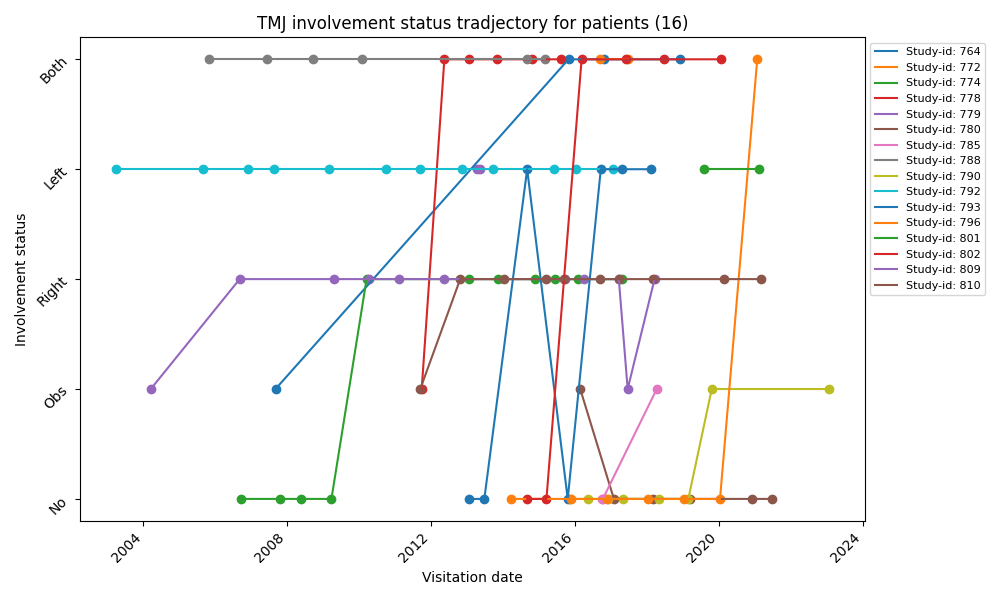 TMJ involvement status tradjectory for patients (16)
Both
Left
Right
Obs
No
Involvement status
2004
2008
2012
2016
2020
2024
Visitation date
Study-id: 764
Study-id: 772
Study-id: 774
Study-id: 778
Study-id: 779
Study-id: 780
Study-id: 785
Study-id: 788
Study-id: 790
Study-id: 792
Study-id: 793
Study-id: 796
Study-id: 801
Study-id: 802
Study-id: 809
Study-id: 810